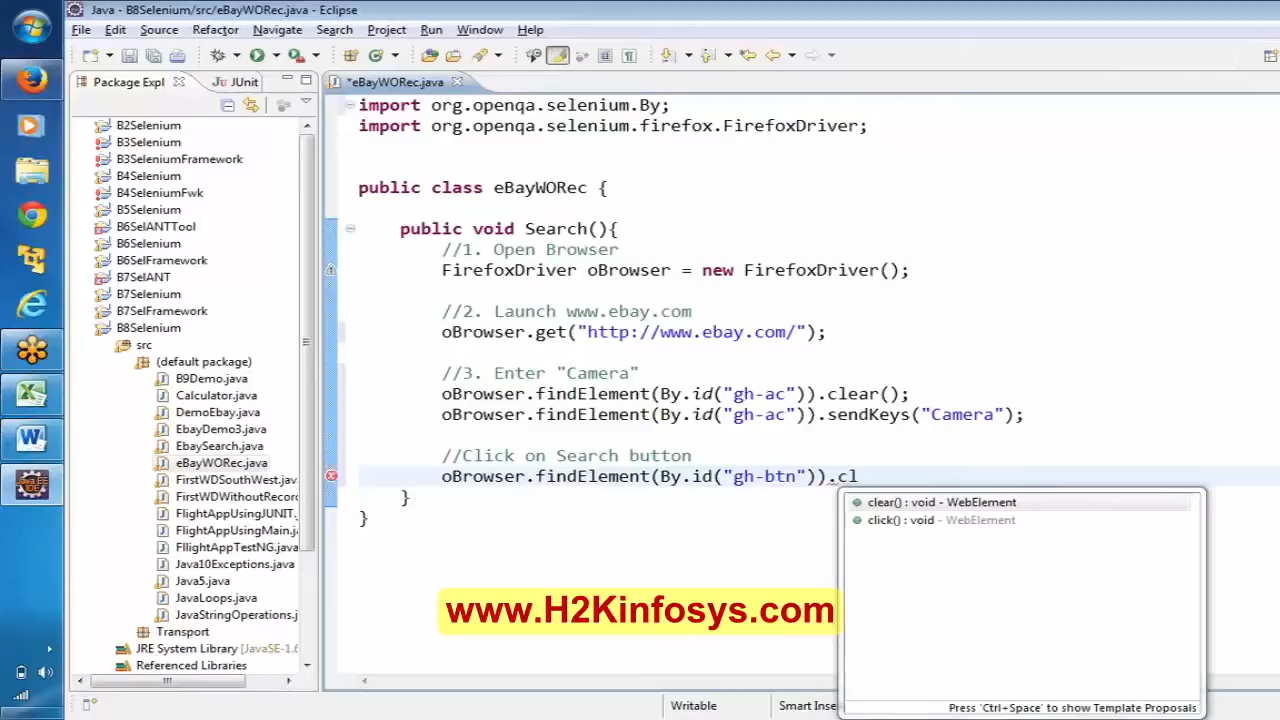 Java - B8Selenium/src/eBayWORec.java - Eclipse
File Edit Source Refactor Navigate Search Project Run Window Help
Package Expl JUnit
*eBayWORec.java
B2Selenium
B3Selenium
B3SeleniumFramework
B4Selenium
B4SeleniumFwk
B5Selenium
B6SelANTTool
B6Selenium
B6SelFramework
B7SelANT
B7Selenium
B7SelFramework
B8Selenium
src
(default package)
B9Demo.java
Calculator.java
DemoEbay.java
EbayDemo3.java
EbaySearch.java
eBayWORec.java
FirstWDSouthWest.jav
FirstWDWithoutRecor
FlightAppUsingJUNIT.
FlightAppUsingMain.j
FllightAppTestNG.java
Java10Exceptions.java
Java5.java
JavaLoops.java
JavaStringOperations.j
Transport
JRE System Library [JavaSE-1.6
Referenced Libraries
import org.openqa.selenium.By;
import org.openqa.selenium.firefox.FirefoxDriver;
public class eBayWORec {
public void Search(){
//1. Open Browser
FirefoxDriver oBrowser = new FirefoxDriver();
//2. Launch www.ebay.com
oBrowser.get("http://www.ebay.com/");
//3. Enter "Camera"
oBrowser.findElement(By.id("gh-ac")).clear();
oBrowser.findElement(By.id("gh-ac")).sendKeys("Camera");
//Click on Search button
oBrowser.findElement(By.id("gh-btn")).cl
}
}
clear() : void - WebElement
click() : void - WebElement
Press 'Ctrl+Space' to show Template Proposals
www.H2Kinfosys.com
Writable Smart Inse